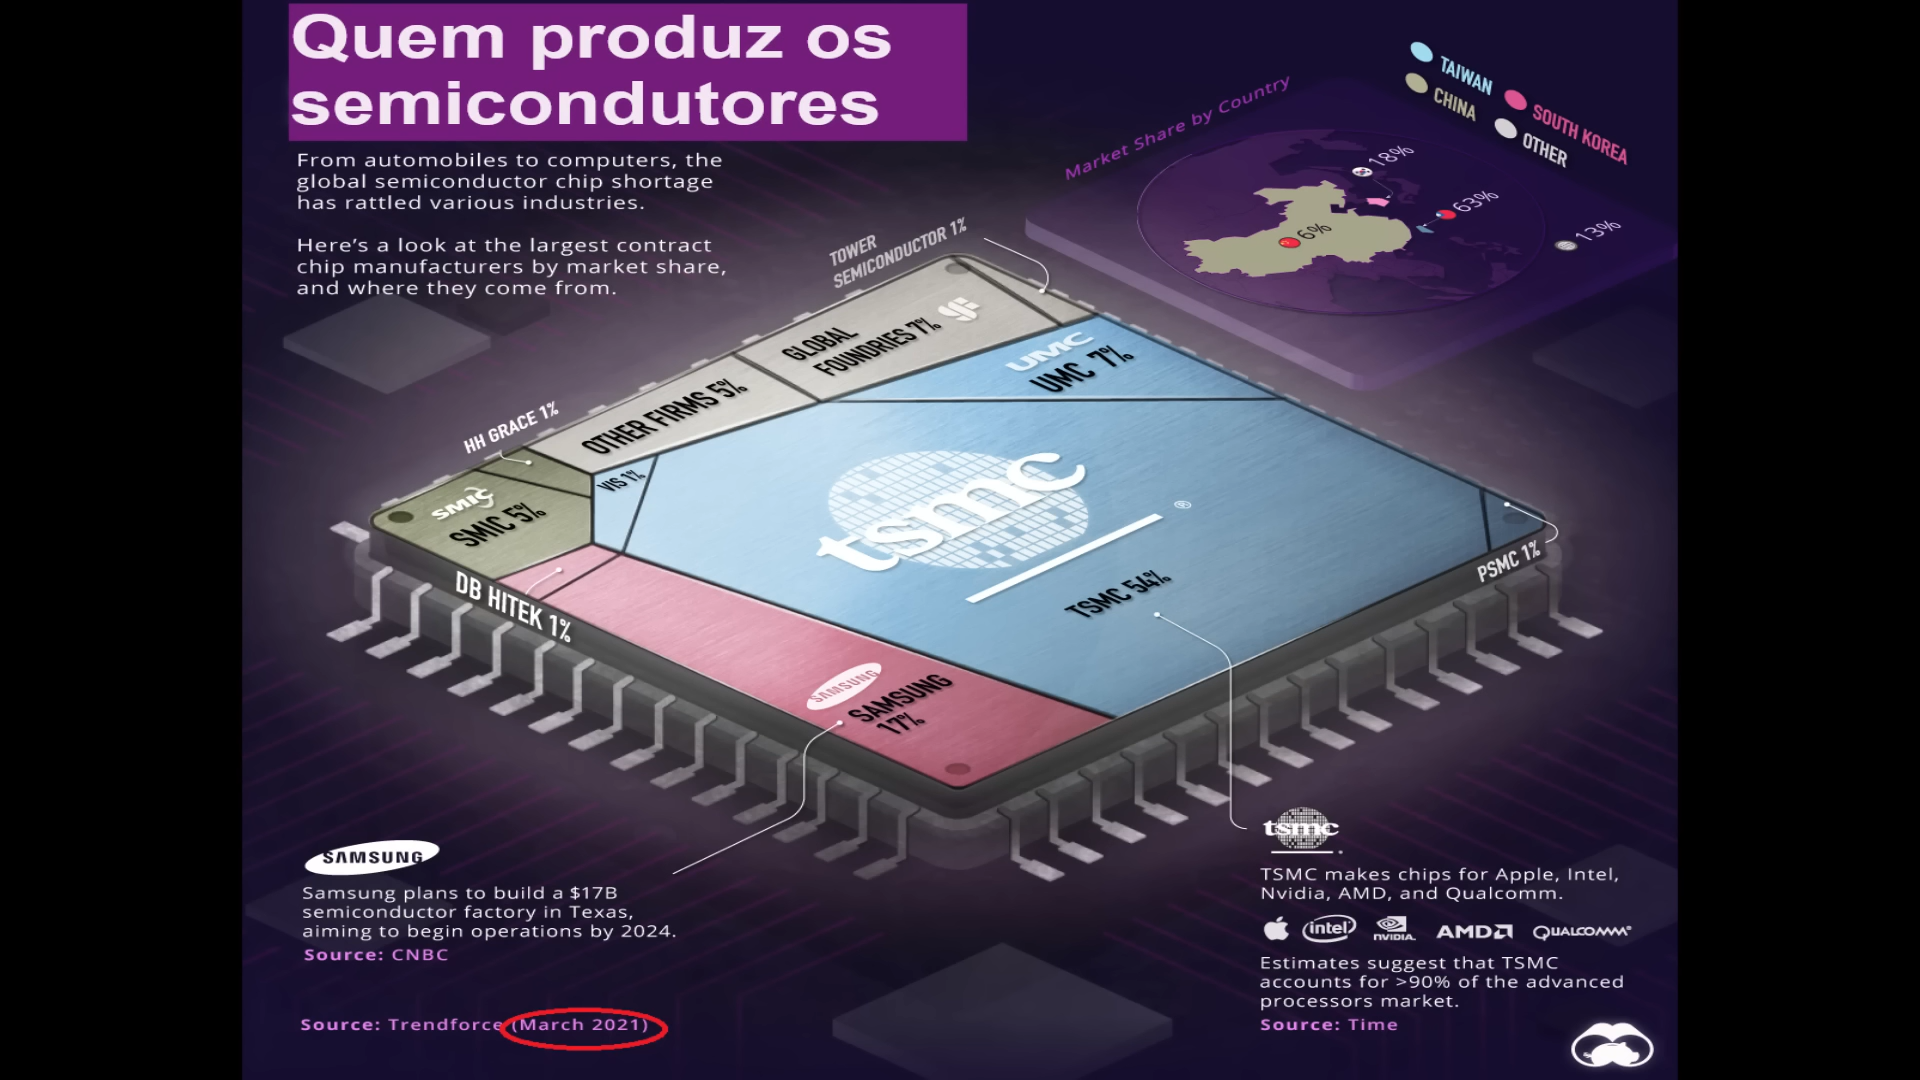 Quem produz os
semicondutores
From automobiles to computers, the
global semiconductor chip shortage
has rattled various industries.
Here's a look at the largest contract
chip manufacturers by market share,
and where they come from.
Market Share by Country
TAIWAN
CHINA
SOUTH KOREA
OTHER
18%
63%
6%
13%
TOWER
SEMICONDUCTOR 1%
GLOBAL
FOUNDRIES 7%
UMC
UMC 7%
OTHER FIRMS 5%
HH GRACE 1%
VIS 1%
SMIC
SMIC 5%
tsmc
®
TSMC 54%
PSMC 1%
DB HITEK 1%
SAMSUNG
SAMSUNG
17%
SAMSUNG
Samsung plans to build a $17B
semiconductor factory in Texas,
aiming to begin operations by 2024.
Source: CNBC
Source: Trendforce (March 2021)
tsmc
TSMC makes chips for Apple, Intel,
Nvidia, AMD, and Qualcomm.
intel NVIDIA. AMD QUALCOMM®
Estimates suggest that TSMC
accounts for >90% of the advanced
processors market.
Source: Time